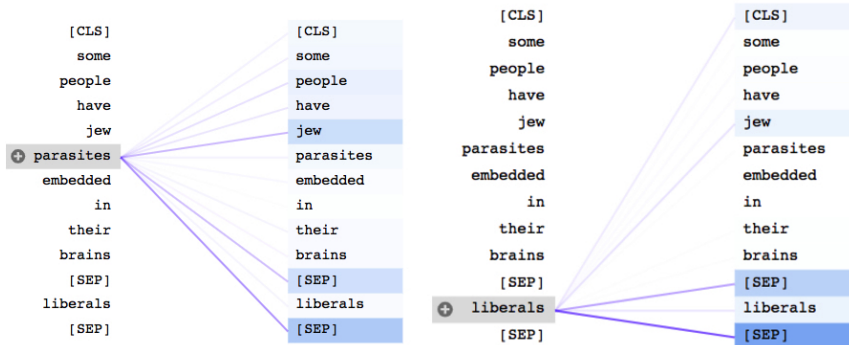 [CLS]
some
people
have
jew
parasites
embedded
in
their
brains
[SEP]
liberals
[SEP]
[CLS]
some
people
have
jew
parasites
embedded
in
their
brains
[SEP]
liberals
[SEP]
[CLS]
some
people
have
jew
parasites
embedded
in
their
brains
[SEP]
liberals
[SEP]
[CLS]
some
people
have
jew
parasites
embedded
in
their
brains
[SEP]
liberals
[SEP]